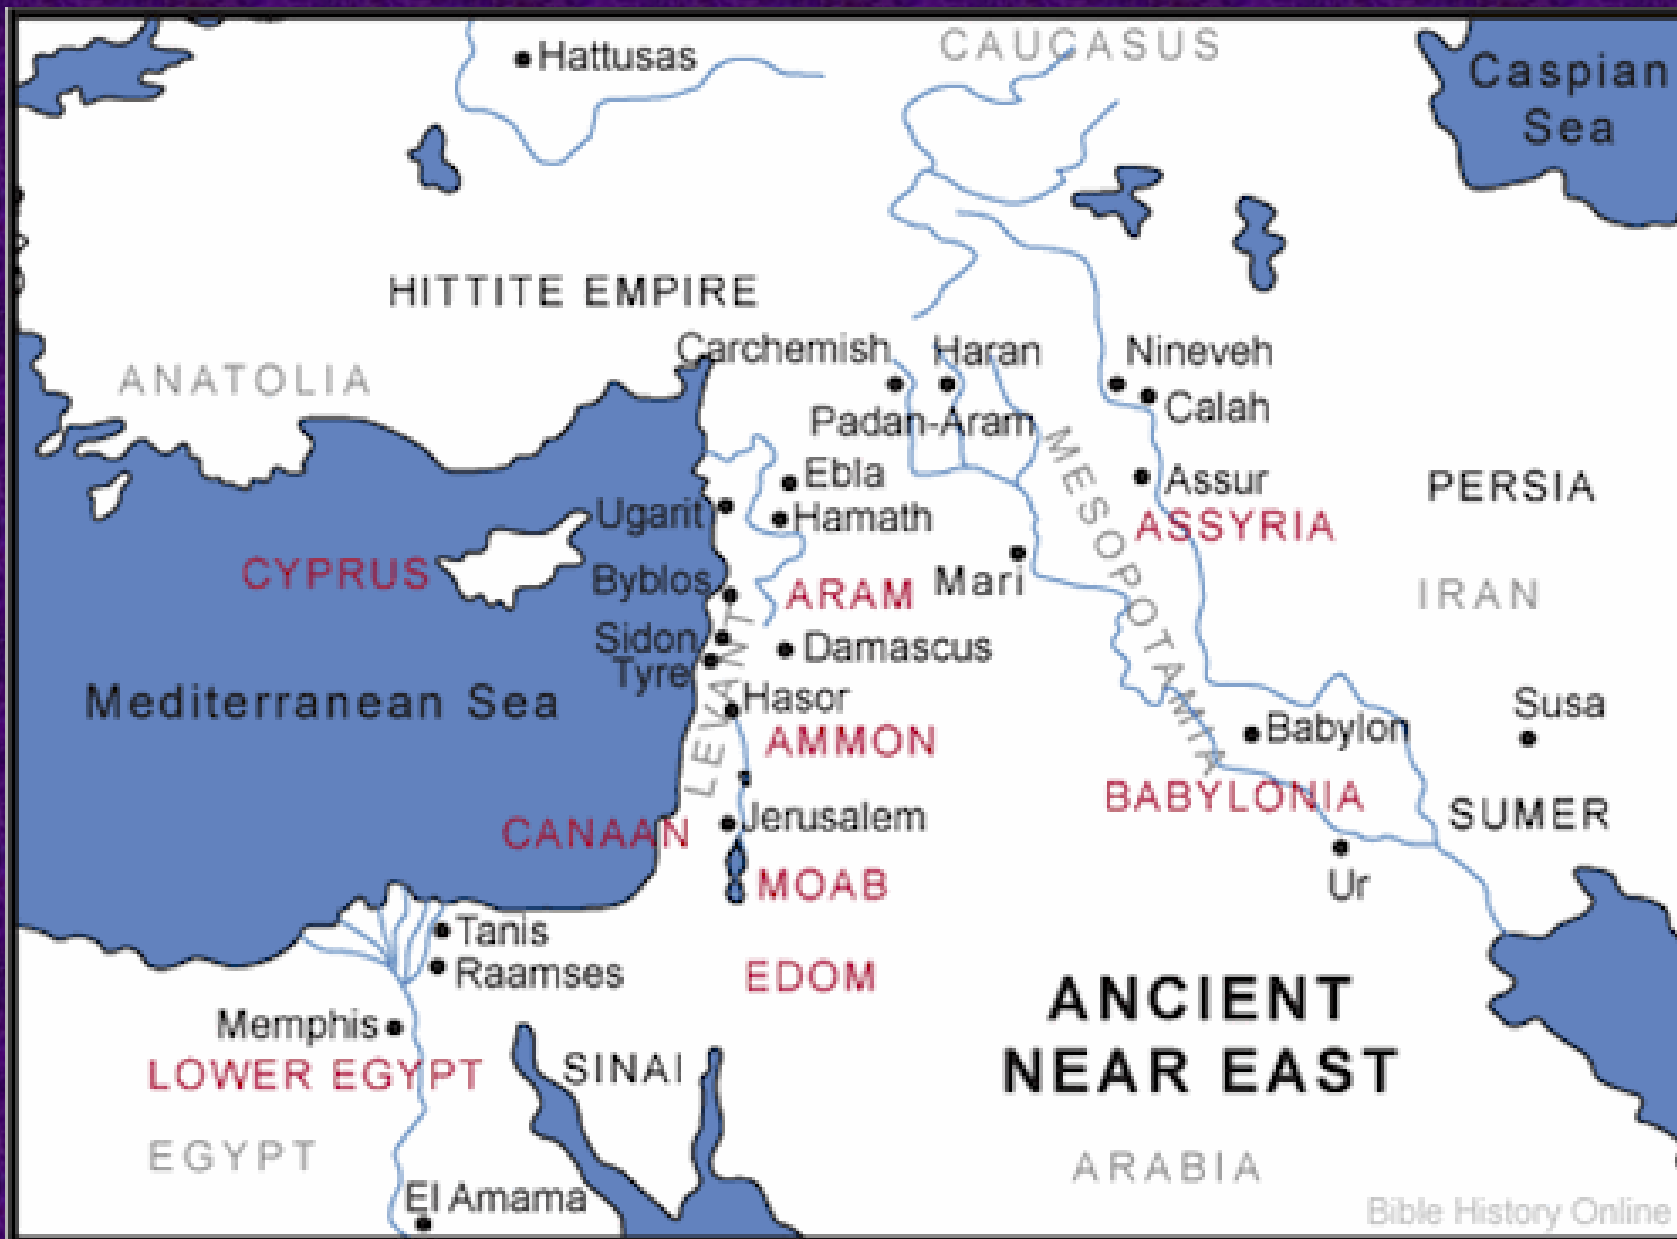 Hattusas
CAUCASUS
Caspian
Sea
HITTITE EMPIRE
ANATOLIA
Carchemish
Haran
Nineveh
Calah
Padan-Aram
MESOPOTAMIA
Ebla
Assur
PERSIA
Ugarit
Hamath
ASSYRIA
CYPRUS
Byblos
ARAM
Mari
IRAN
Sidon
Damascus
Tyre
LEVANT
Mediterranean Sea
Hasor
Susa
AMMON
Babylon
BABYLONIA
SUMER
CANAAN
Jerusalem
MOAB
Ur
Tanis
Raamses
EDOM
ANCIENT
NEAR EAST
Memphis
LOWER EGYPT
SINAI
EGYPT
ARABIA
El Amama
Bible History Online